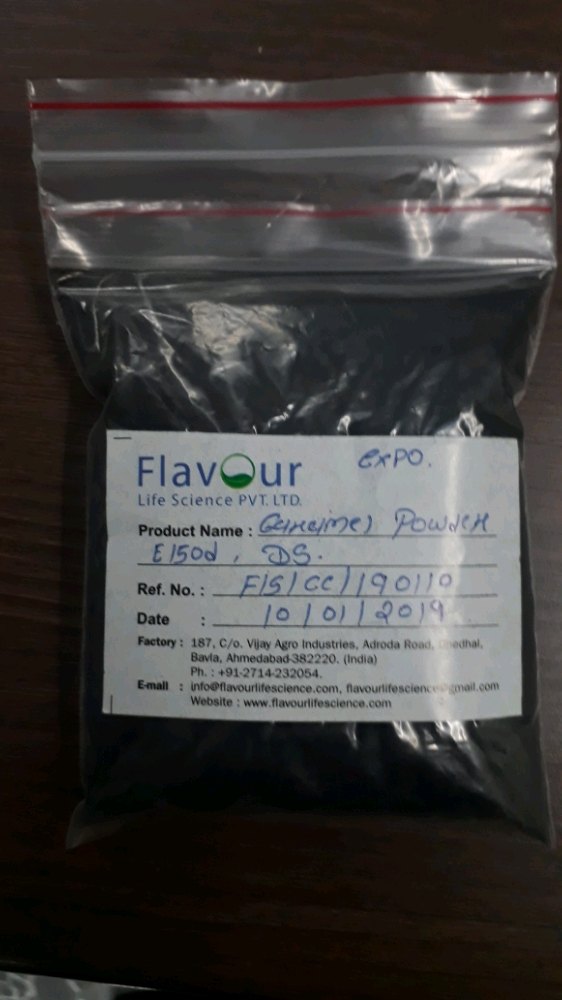 Flavour
EXPO.
Life Science PVT. LTD.
Product Name : Caramel Powder
E150d, DS.
Ref. No. : F/S/CC/190110
Date : 10/01/2019
Factory : 187, C/o. Vijay Agro Industries, Adroda Road,
Bavla, Ahmedabad-382220. (India)
Ph. : +91-2714-232054.
E-mail : info@flavourlifescience.com, flavourlifescience@gmail.com
Website : www.flavourlifescience.com